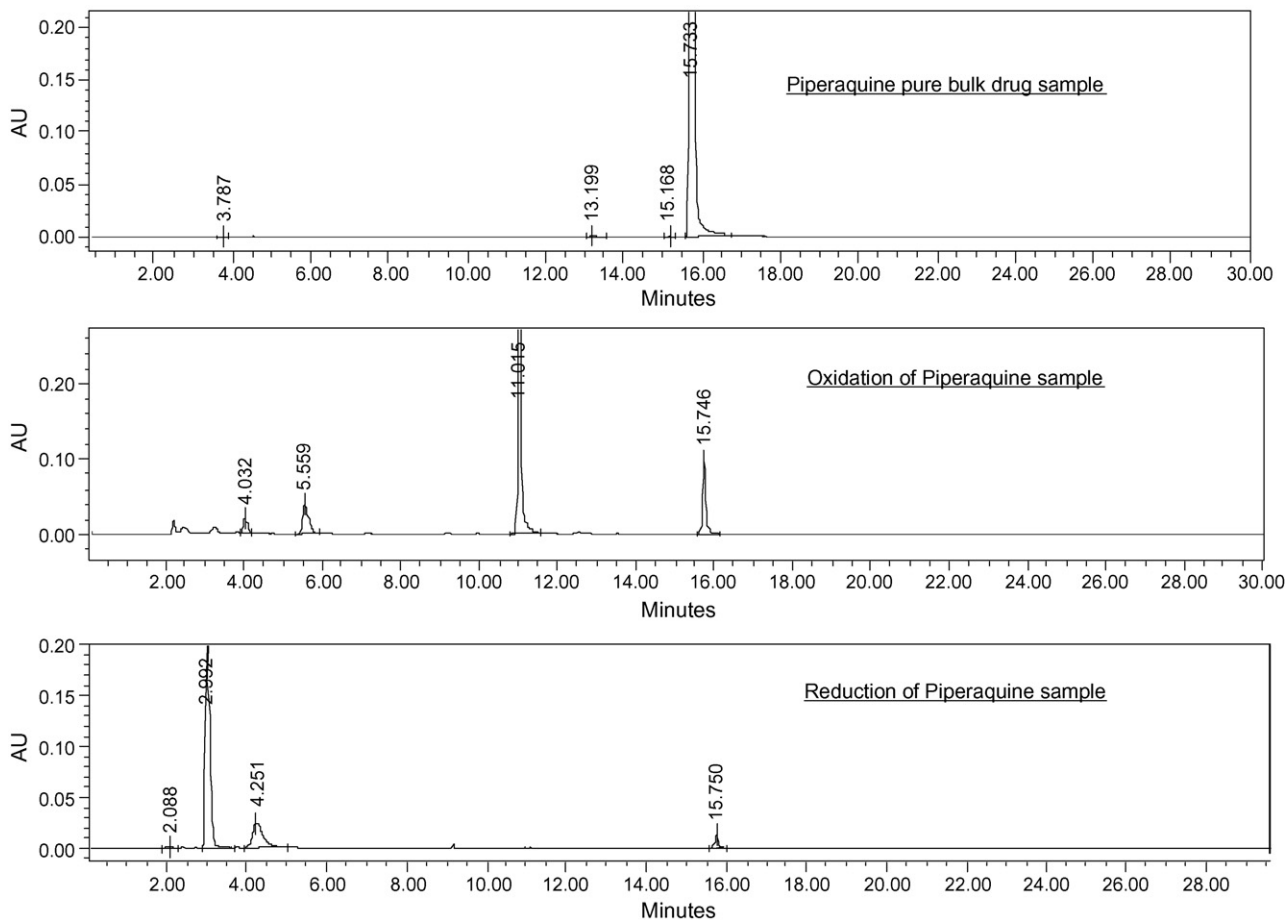 0.20
0.15
0.10
0.05
0.00
AU
3.787
13.199
15.168
15.733
Piperaquine pure bulk drug sample
2.00 4.00 6.00 8.00 10.00 12.00 14.00 16.00 18.00 20.00 22.00 24.00 26.00 28.00 30.00
Minutes
0.20
0.10
0.00
AU
4.032
5.559
11.015
15.746
Oxidation of Piperaquine sample
2.00 4.00 6.00 8.00 10.00 12.00 14.00 16.00 18.00 20.00 22.00 24.00 26.00 28.00 30.00
Minutes
0.20
0.15
0.10
0.05
0.00
AU
2.088
2.992
4.251
15.750
Reduction of Piperaquine sample
2.00 4.00 6.00 8.00 10.00 12.00 14.00 16.00 18.00 20.00 22.00 24.00 26.00 28.00
Minutes